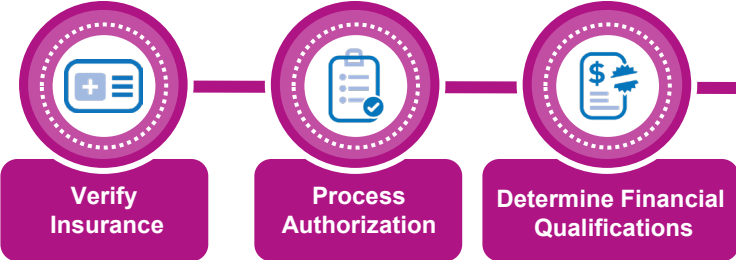 $
Verify
Insurance
Process
Authorization
Determine Financial
Qualifications